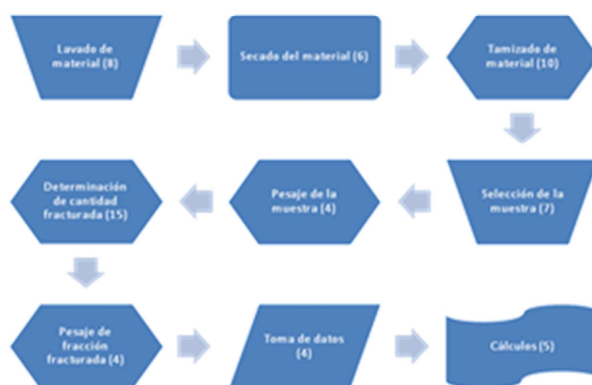 Lavado de
material (8)
Secado del material (6)
Tamizado de
material (10)
Selección de la
muestra (7)
Pesaje de la
muestra (4)
Determinación
de cantidad
fracturada (15)
Pesaje de
fracción
fracturada (4)
Toma de datos
(4)
Cálculos (5)